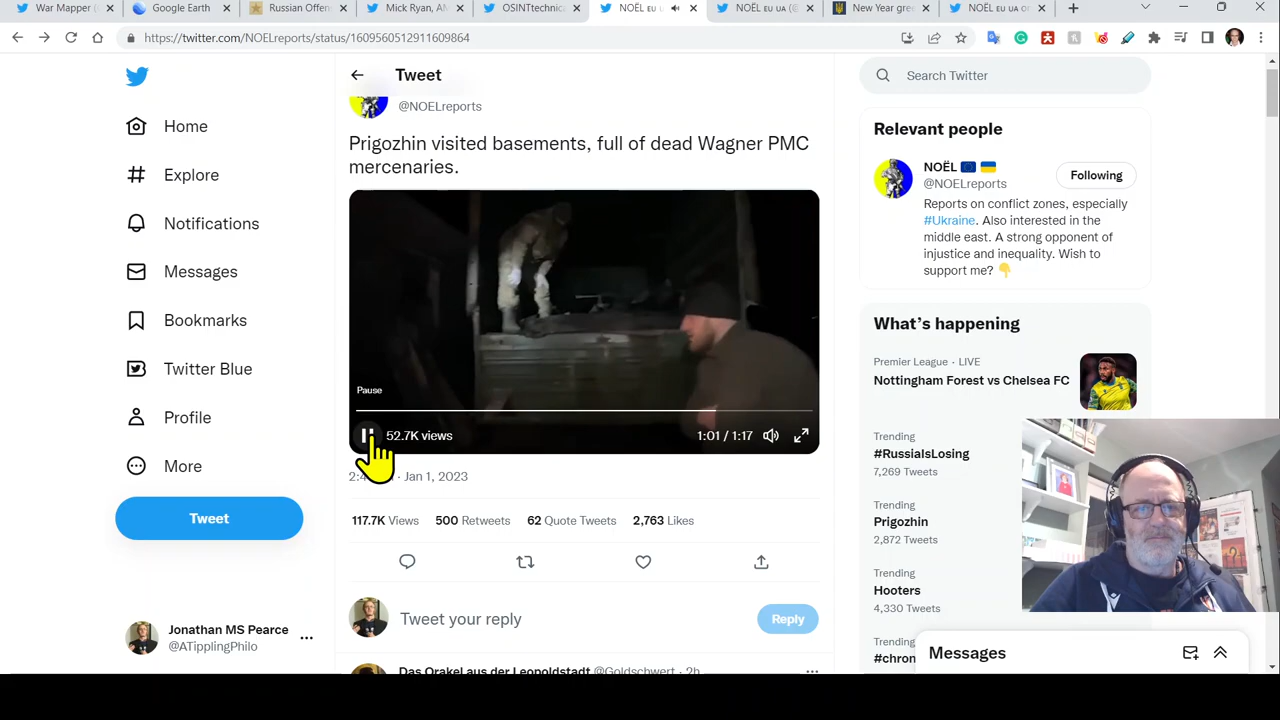 War Mapper (
Google Earth
Russian Offen
Mick Ryan, AM
OSINTtechnica
NOËL EU U
NOËL EU UA (@
New Year gree
NOËL EU UA on
https://twitter.com/NOELreports/status/1609560512911609864
Tweet
@NOELreports
Prigozhin visited basements, full of dead Wagner PMC
mercenaries.
Pause
52.7K views
1:01 / 1:17
Jan 1, 2023
117.7K Views 500 Retweets 62 Quote Tweets 2,763 Likes
Tweet your reply
Reply
Das Orakel aus der Leopoldstadt @Goldschwert · 2h
Home
Explore
Notifications
Messages
Bookmarks
Twitter Blue
Profile
More
Tweet
Jonathan MS Pearce
@ATipplingPhilo
Search Twitter
Relevant people
NOËL
@NOELreports
Following
Reports on conflict zones, especially
#Ukraine. Also interested in the
middle east. A strong opponent of
injustice and inequality. Wish to
support me?
What's happening
Premier League · LIVE
Nottingham Forest vs Chelsea FC
Trending
#RussiaIsLosing
7,269 Tweets
Trending
Prigozhin
2,872 Tweets
Trending
Hooters
4,330 Tweets
Trending
#chron
Messages